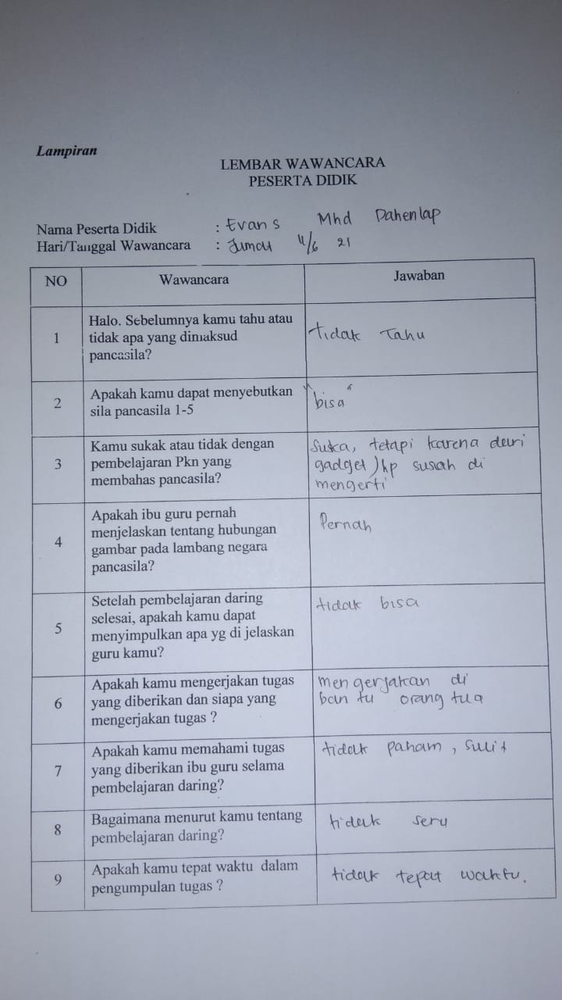 Lampiran
LEMBAR WAWANCARA
PESERTA DIDIK
Nama Peserta Didik : Evans Mhd Dahenlap
Hari/Tanggal Wawancara : Jumat 11/6 21
NO Wawancara Jawaban
1
Halo. Sebelumnya kamu tahu atau
tidak apa yang dimaksud
pancasila?
tidak Tahu
2
Apakah kamu dapat menyebutkan
sila pancasila 1-5
"bisa"
3
Kamu sukak atau tidak dengan
pembelajaran Pkn yang
membahas pancasila?
Suka, tetapi karena dari
gadget / hp susah di
mengerti
4
Apakah ibu guru pernah
menjelaskan tentang hubungan
gambar pada lambang negara
pancasila?
Pernah
5
Setelah pembelajaran daring
selesai, apakah kamu dapat
menyimpulkan apa yg di jelaskan
guru kamu?
tidak bisa
6
Apakah kamu mengerjakan tugas
yang diberikan dan siapa yang
mengerjakan tugas ?
mengerjakan di
bantu orang tua
7
Apakah kamu memahami tugas
yang diberikan ibu guru selama
pembelajaran daring?
tidak paham, sulit
8
Bagaimana menurut kamu tentang
pembelajaran daring?
tidak seru
9
Apakah kamu tepat waktu dalam
pengumpulan tugas ?
tidak tepat waktu.